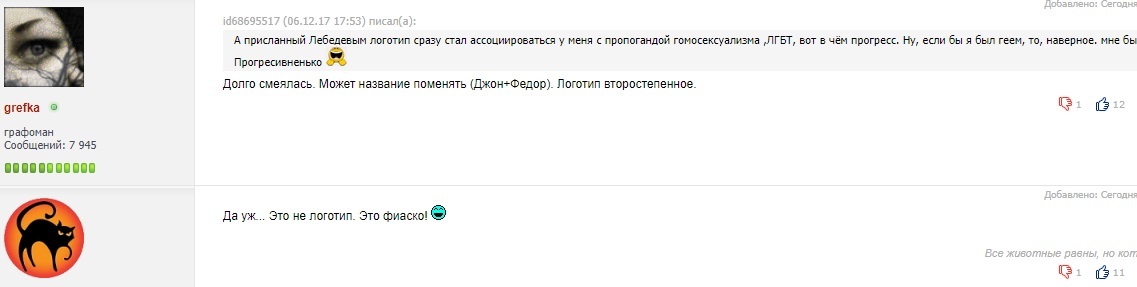 Добавлено: Сегодня
id68695517 (06.12.17 17:53) писал(а):
А присланный Лебедевым логотип сразу стал ассоциироваться у меня с пропогандой гомосексуализма ,ЛГБТ, вот в чём прогресс. Ну, если бы я был геем, то, наверное. мне бы
Прогресивненько
Долго смеялась. Может название поменять (Джон+Федор). Логотип второстепенное.
grefka
1 12
графоман
Сообщений: 7 945
Добавлено: Сегодня
Да уж... Это не логотип. Это фиаско!
Все животные равны, но кот
1 11